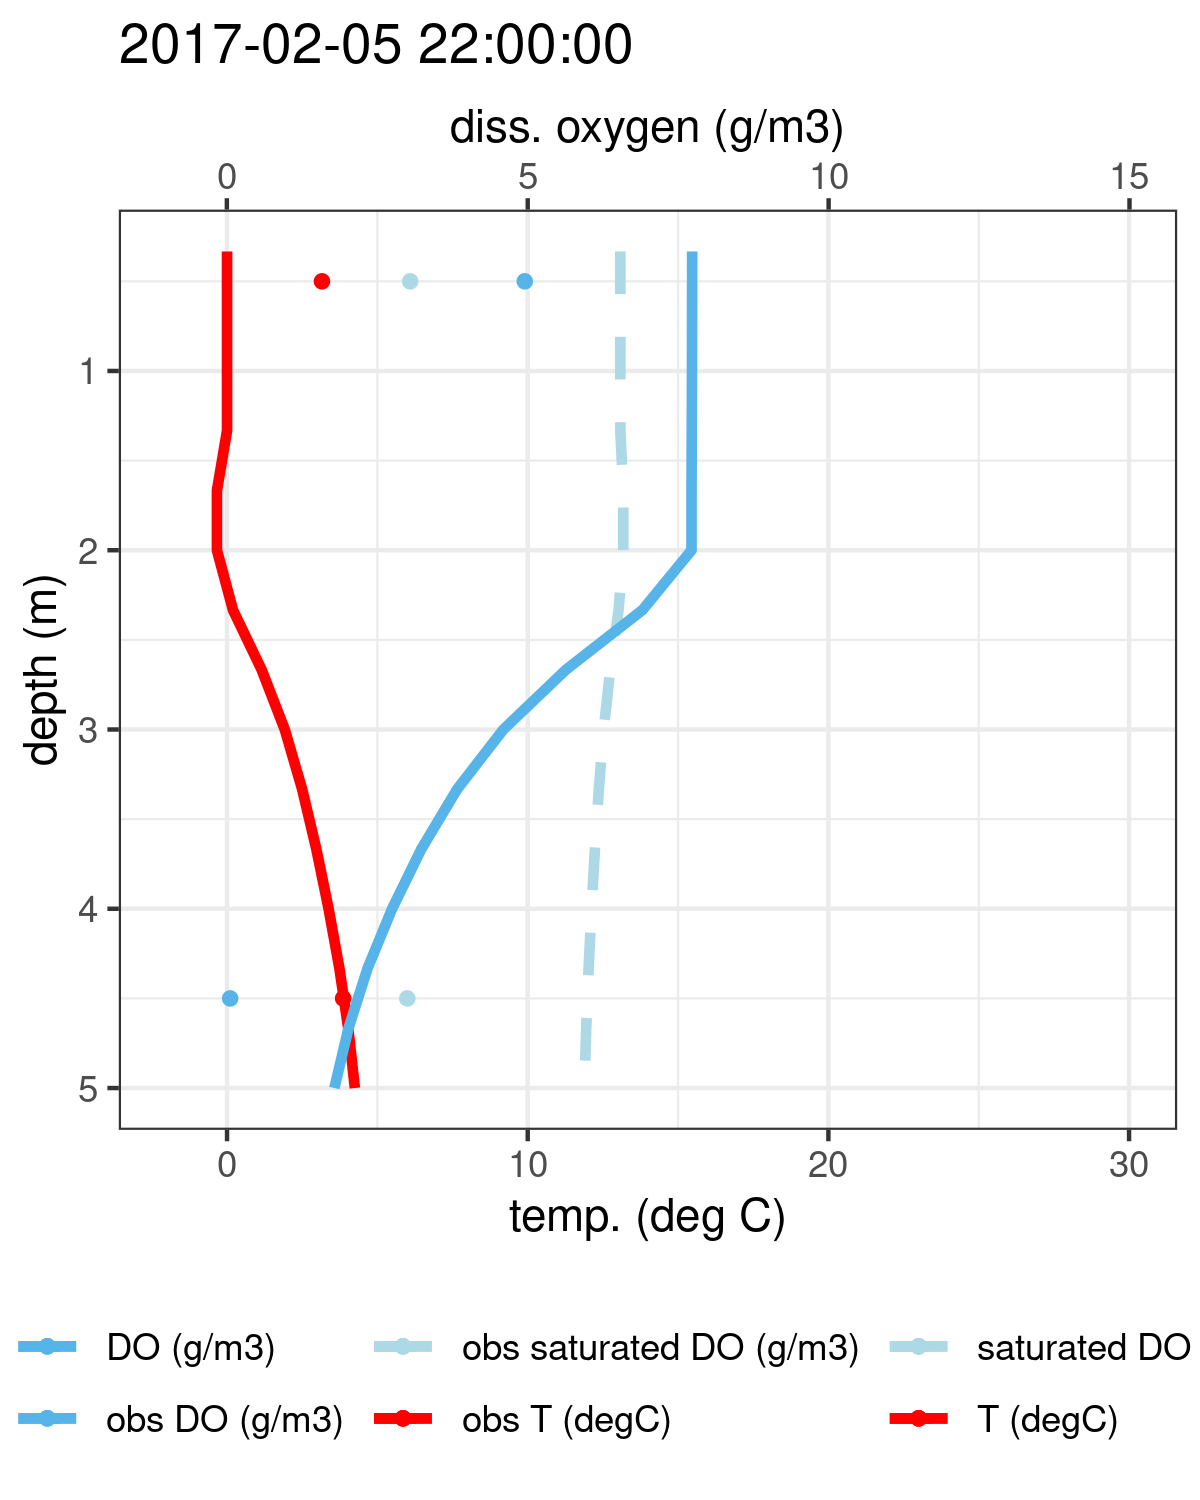 2017-02-05 22:00:00
diss. oxygen (g/m3)
0 5 10 15
depth (m)
1
2
3
4
5
0 10 20 30
temp. (deg C)
DO (g/m3) obs saturated DO (g/m3) saturated DO
obs DO (g/m3) obs T (degC) T (degC)